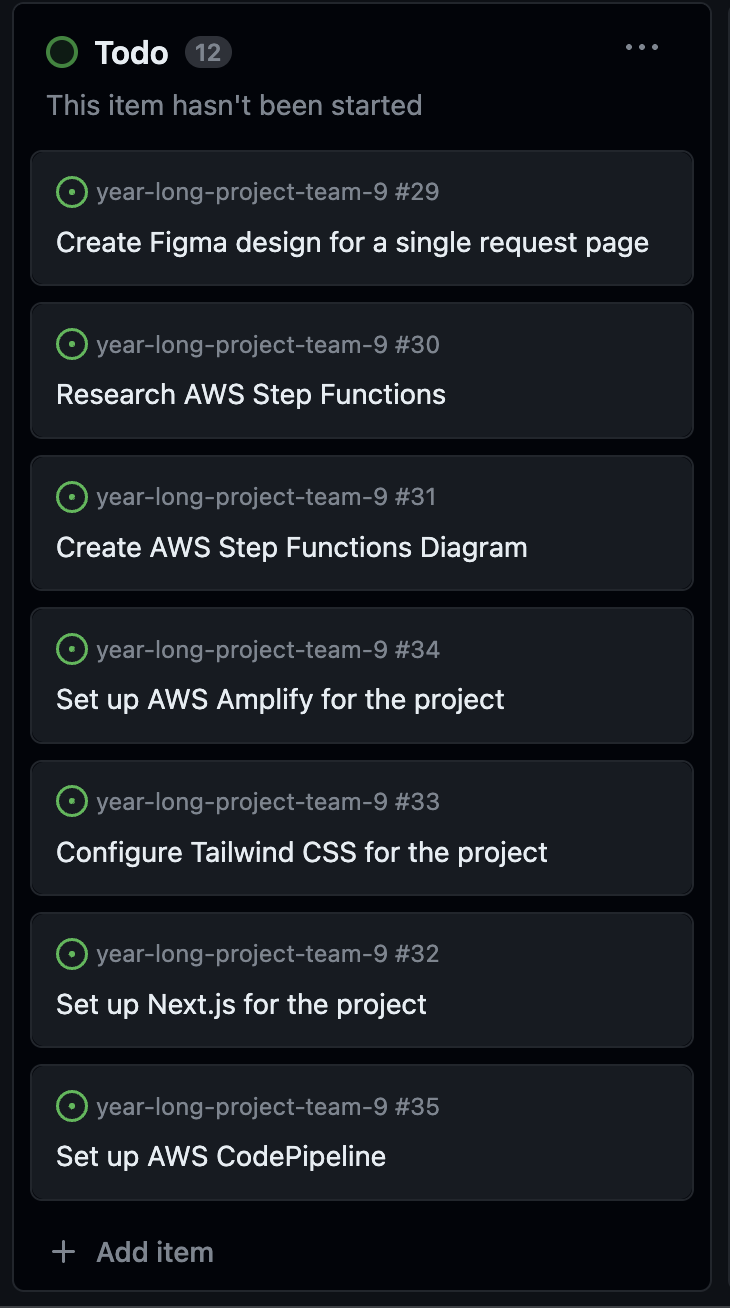 Todo 12
This item hasn't been started
year-long-project-team-9 #29
Create Figma design for a single request page
year-long-project-team-9 #30
Research AWS Step Functions
year-long-project-team-9 #31
Create AWS Step Functions Diagram
year-long-project-team-9 #34
Set up AWS Amplify for the project
year-long-project-team-9 #33
Configure Tailwind CSS for the project
year-long-project-team-9 #32
Set up Next.js for the project
year-long-project-team-9 #35
Set up AWS CodePipeline
+ Add item